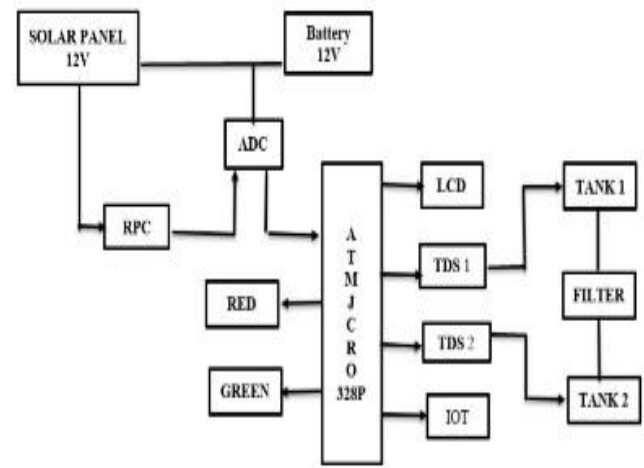 SOLAR PANEL
12V
Battery
12V
ADC
RPC
RED
GREEN
A
T
M
J
C
R
O
328P
LCD
TDS 1
TDS 2
IOT
TANK 1
FILTER
TANK 2